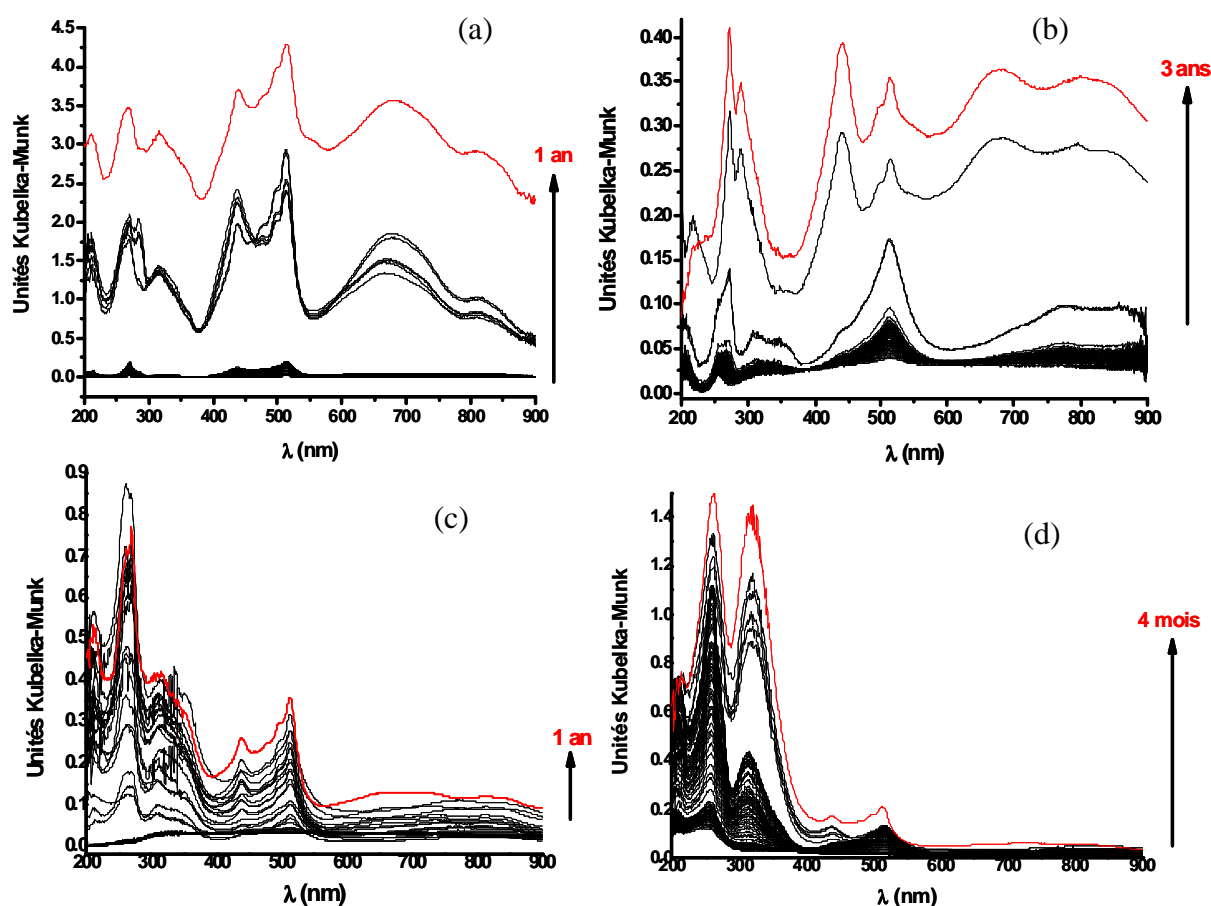 (a)
Unités Kubelka-Munk
4.5
4.0
3.5
3.0
2.5
2.0
1.5
1.0
0.5
0.0
200 300 400 500 600 700 800 900
λ (nm)
1 an
(b)
Unités Kubelka-Munk
0.40
0.35
0.30
0.25
0.20
0.15
0.10
0.05
0.00
200 300 400 500 600 700 800 900
λ (nm)
3 ans
(c)
Unités Kubelka-Munk
0.9
0.8
0.7
0.6
0.5
0.4
0.3
0.2
0.1
0.0
200 300 400 500 600 700 800 900
λ (nm)
1 an
(d)
Unités Kubelka-Munk
1.4
1.2
1.0
0.8
0.6
0.4
0.2
0.0
200 300 400 500 600 700 800 900
λ (nm)
4 mois